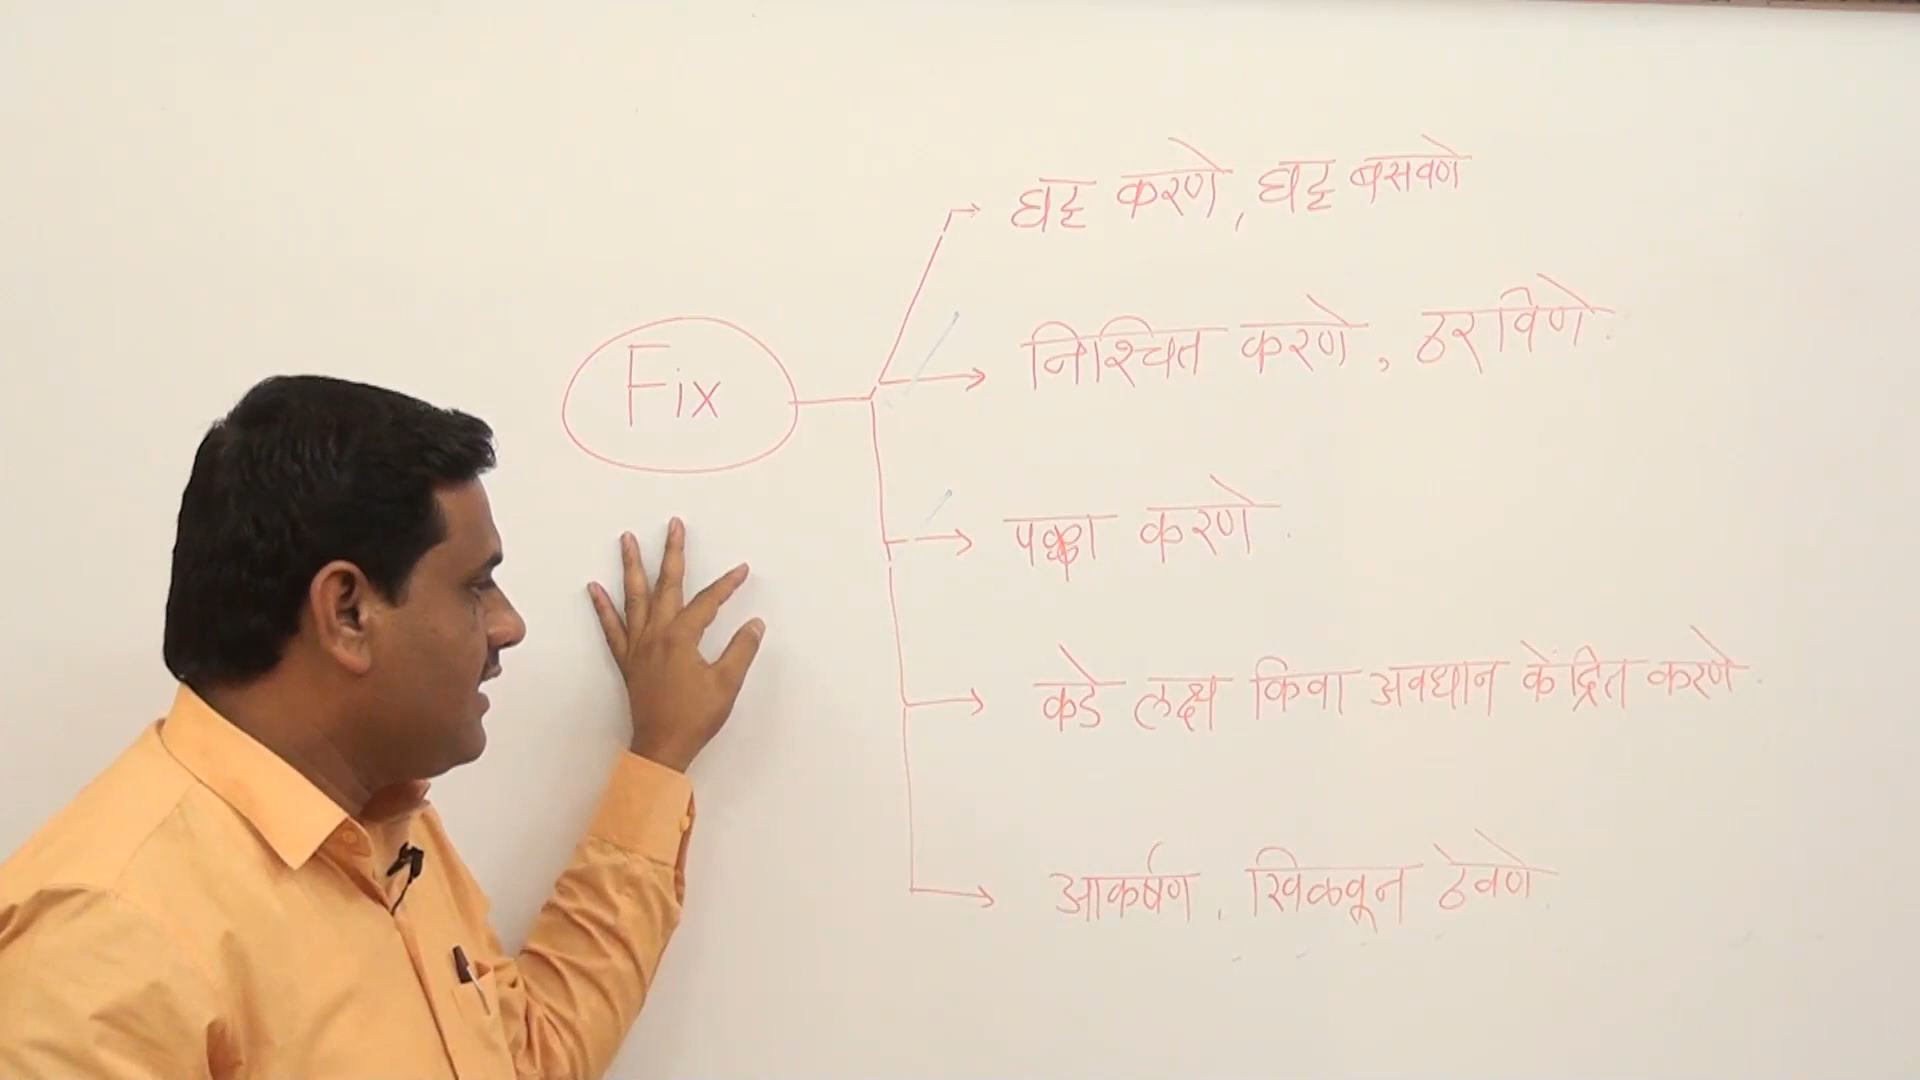 Fix
घट्ट करणे, घट्ट बसवणे
निश्चित करणे, ठरविणे.
पक्का करणे.
कडे लक्ष किंवा अवधान केंद्रित करणे.
आकर्षण, खिळवून ठेवणे.